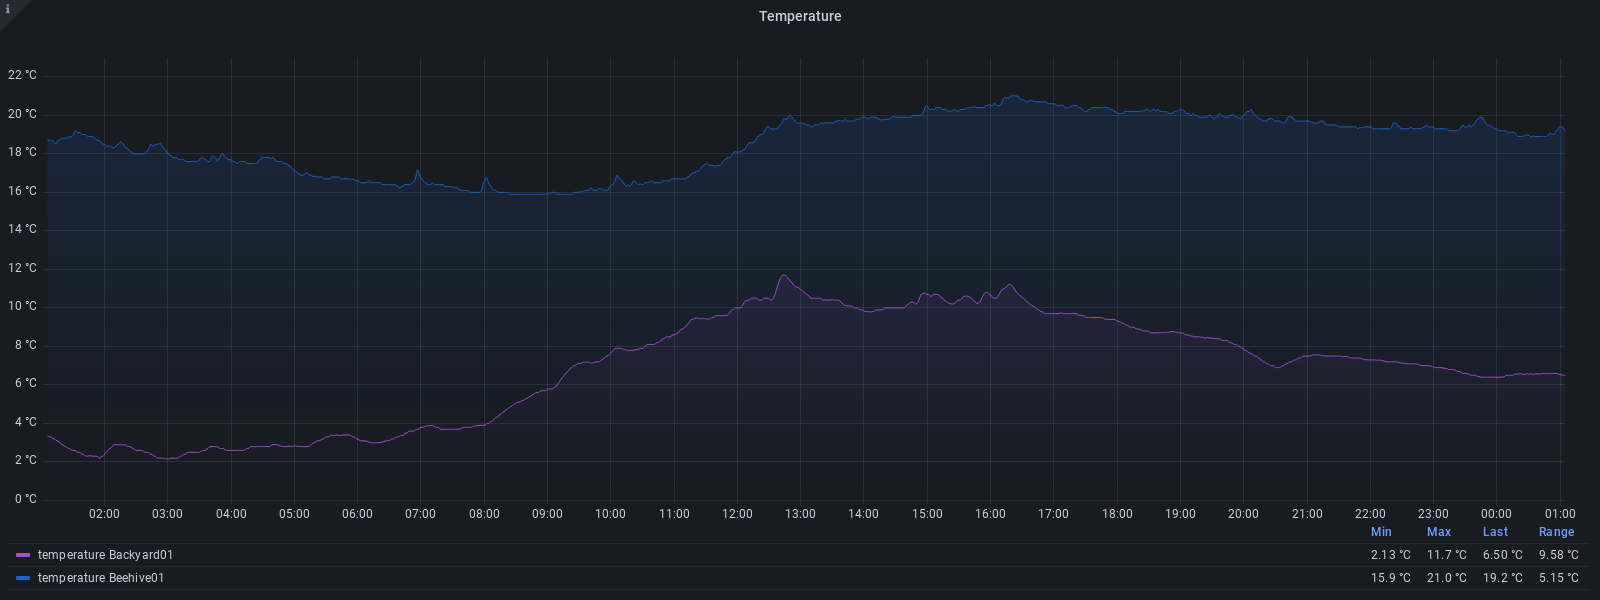 i
Temperature
22 °C
20 °C
18 °C
16 °C
14 °C
12 °C
10 °C
8 °C
6 °C
4 °C
2 °C
0 °C
02:00 03:00 04:00 05:00 06:00 07:00 08:00 09:00 10:00 11:00 12:00 13:00 14:00 15:00 16:00 17:00 18:00 19:00 20:00 21:00 22:00 23:00 00:00 01:00
Min Max Last Range
temperature Backyard01 2.13 °C 11.7 °C 6.50 °C 9.58 °C
temperature Beehive01 15.9 °C 21.0 °C 19.2 °C 5.15 °C